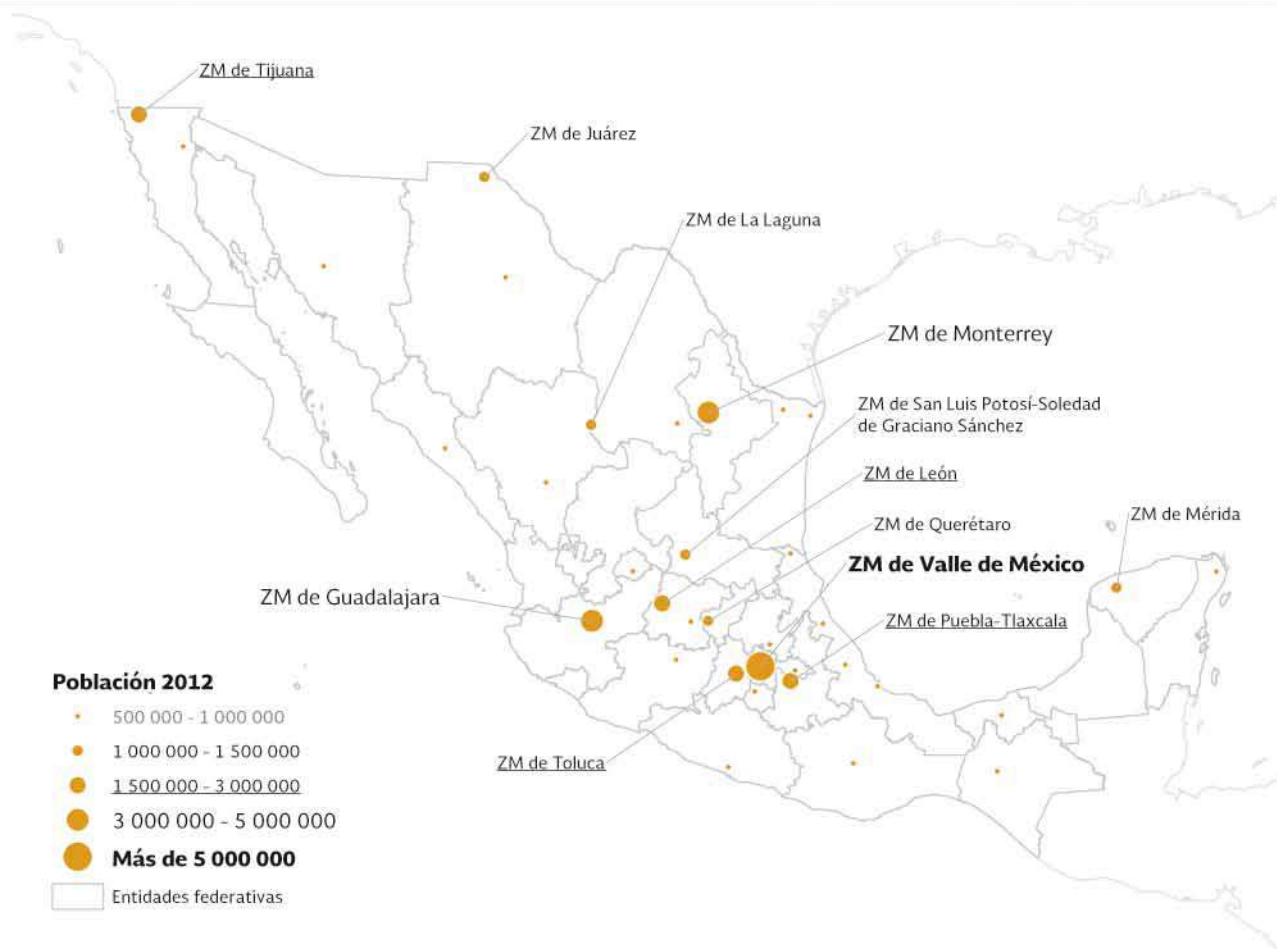 ZM de Tijuana
ZM de Juárez
ZM de La Laguna
ZM de Monterrey
ZM de San Luis Potosí-Soledad
de Graciano Sánchez
ZM de León
ZM de Mérida
ZM de Querétaro
ZM de Valle de México
ZM de Guadalajara
ZM de Puebla-Tlaxcala
ZM de Toluca
Población 2012
500 000 - 1 000 000
1 000 000 - 1 500 000
1 500 000 - 3 000 000
3 000 000 - 5 000 000
Más de 5 000 000
Entidades federativas